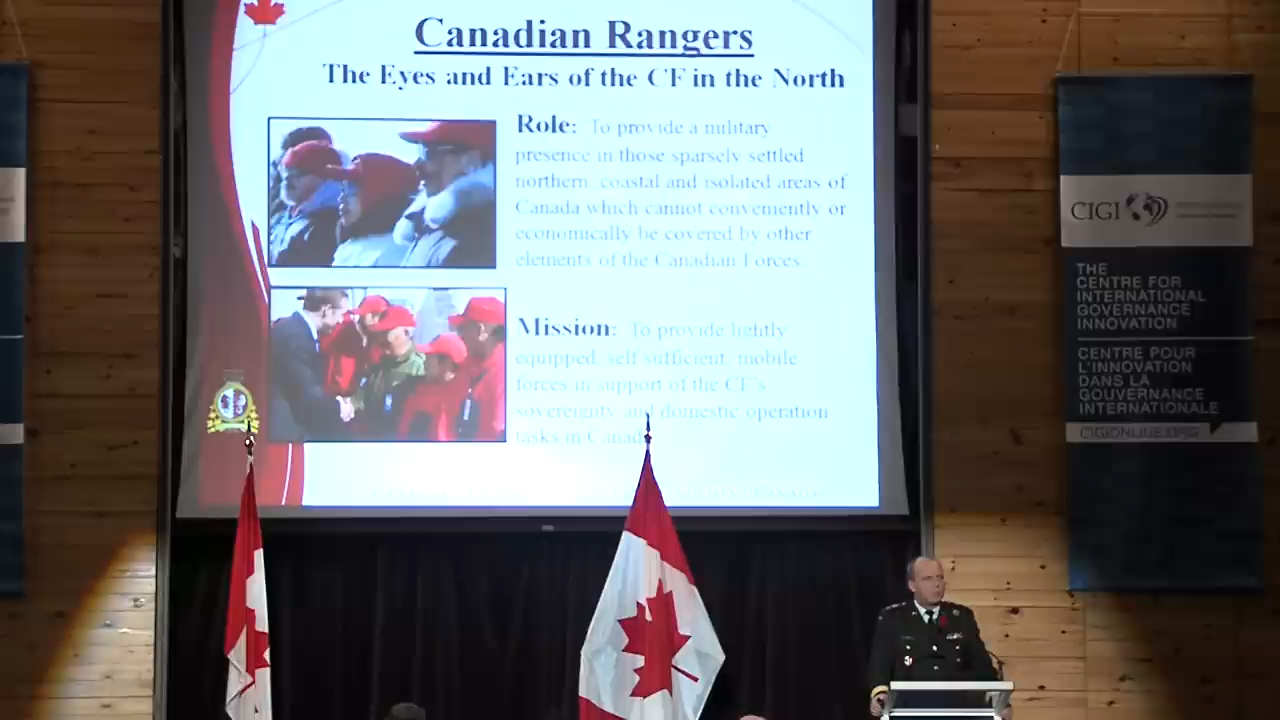 Canadian Rangers
The Eyes and Ears of the CF in the North
Role: To provide a military
presence in those sparsely settled
northern, coastal and isolated areas of
Canada which cannot conveniently or
economically be covered by other
elements of the Canadian Forces.
Mission: To provide lightly
equipped, self sufficient, mobile
forces in support of the CF's
sovereignty and domestic operation
tasks in Canad
CIGI
THE
CENTRE FOR
INTERNATIONAL
GOVERNANCE
INNOVATION
CENTRE POUR
L'INNOVATION
DANS LA
GOUVERNANCE
INTERNATIONALE
CIGIONLINE.ORG